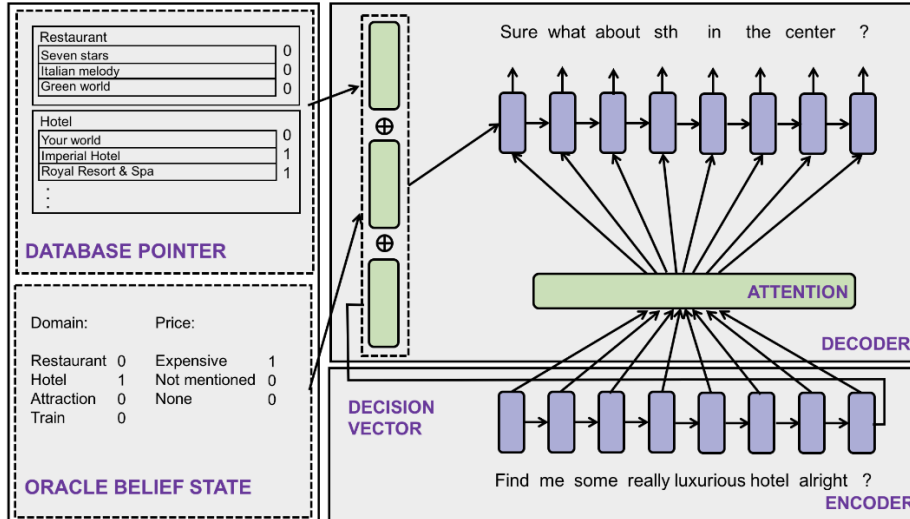 Restaurant
Seven stars 0
Italian melody 0
Green world 0
Hotel
Your world 0
Imperial Hotel 1
Royal Resort & Spa 1
DATABASE POINTER
Domain: Price:
Restaurant 0 Expensive 1
Hotel 1 Not mentioned 0
Attraction 0 None 0
Train 0
ORACLE BELIEF STATE
Sure what about sth in the center ?
ATTENTION
DECODER
DECISION
VECTOR
Find me some really luxurious hotel alright ?
ENCODER